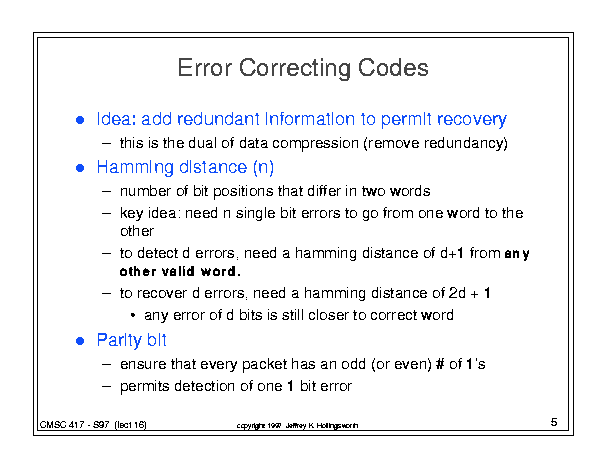 Error Correcting Codes
● Idea: add redundant information to permit recovery
– this is the dual of data compression (remove redundancy)
● Hamming distance (n)
– number of bit positions that differ in two words
– key idea: need n single bit errors to go from one word to the
other
– to detect d errors, need a hamming distance of d+1 from any
other valid word.
– to recover d errors, need a hamming distance of 2d + 1
• any error of d bits is still closer to correct word
● Parity bit
– ensure that every packet has an odd (or even) # of 1's
– permits detection of one 1 bit error
CMSC 417 - S97 (lect 16)
copyright 1997 Jeffrey K. Hollingsworth
5